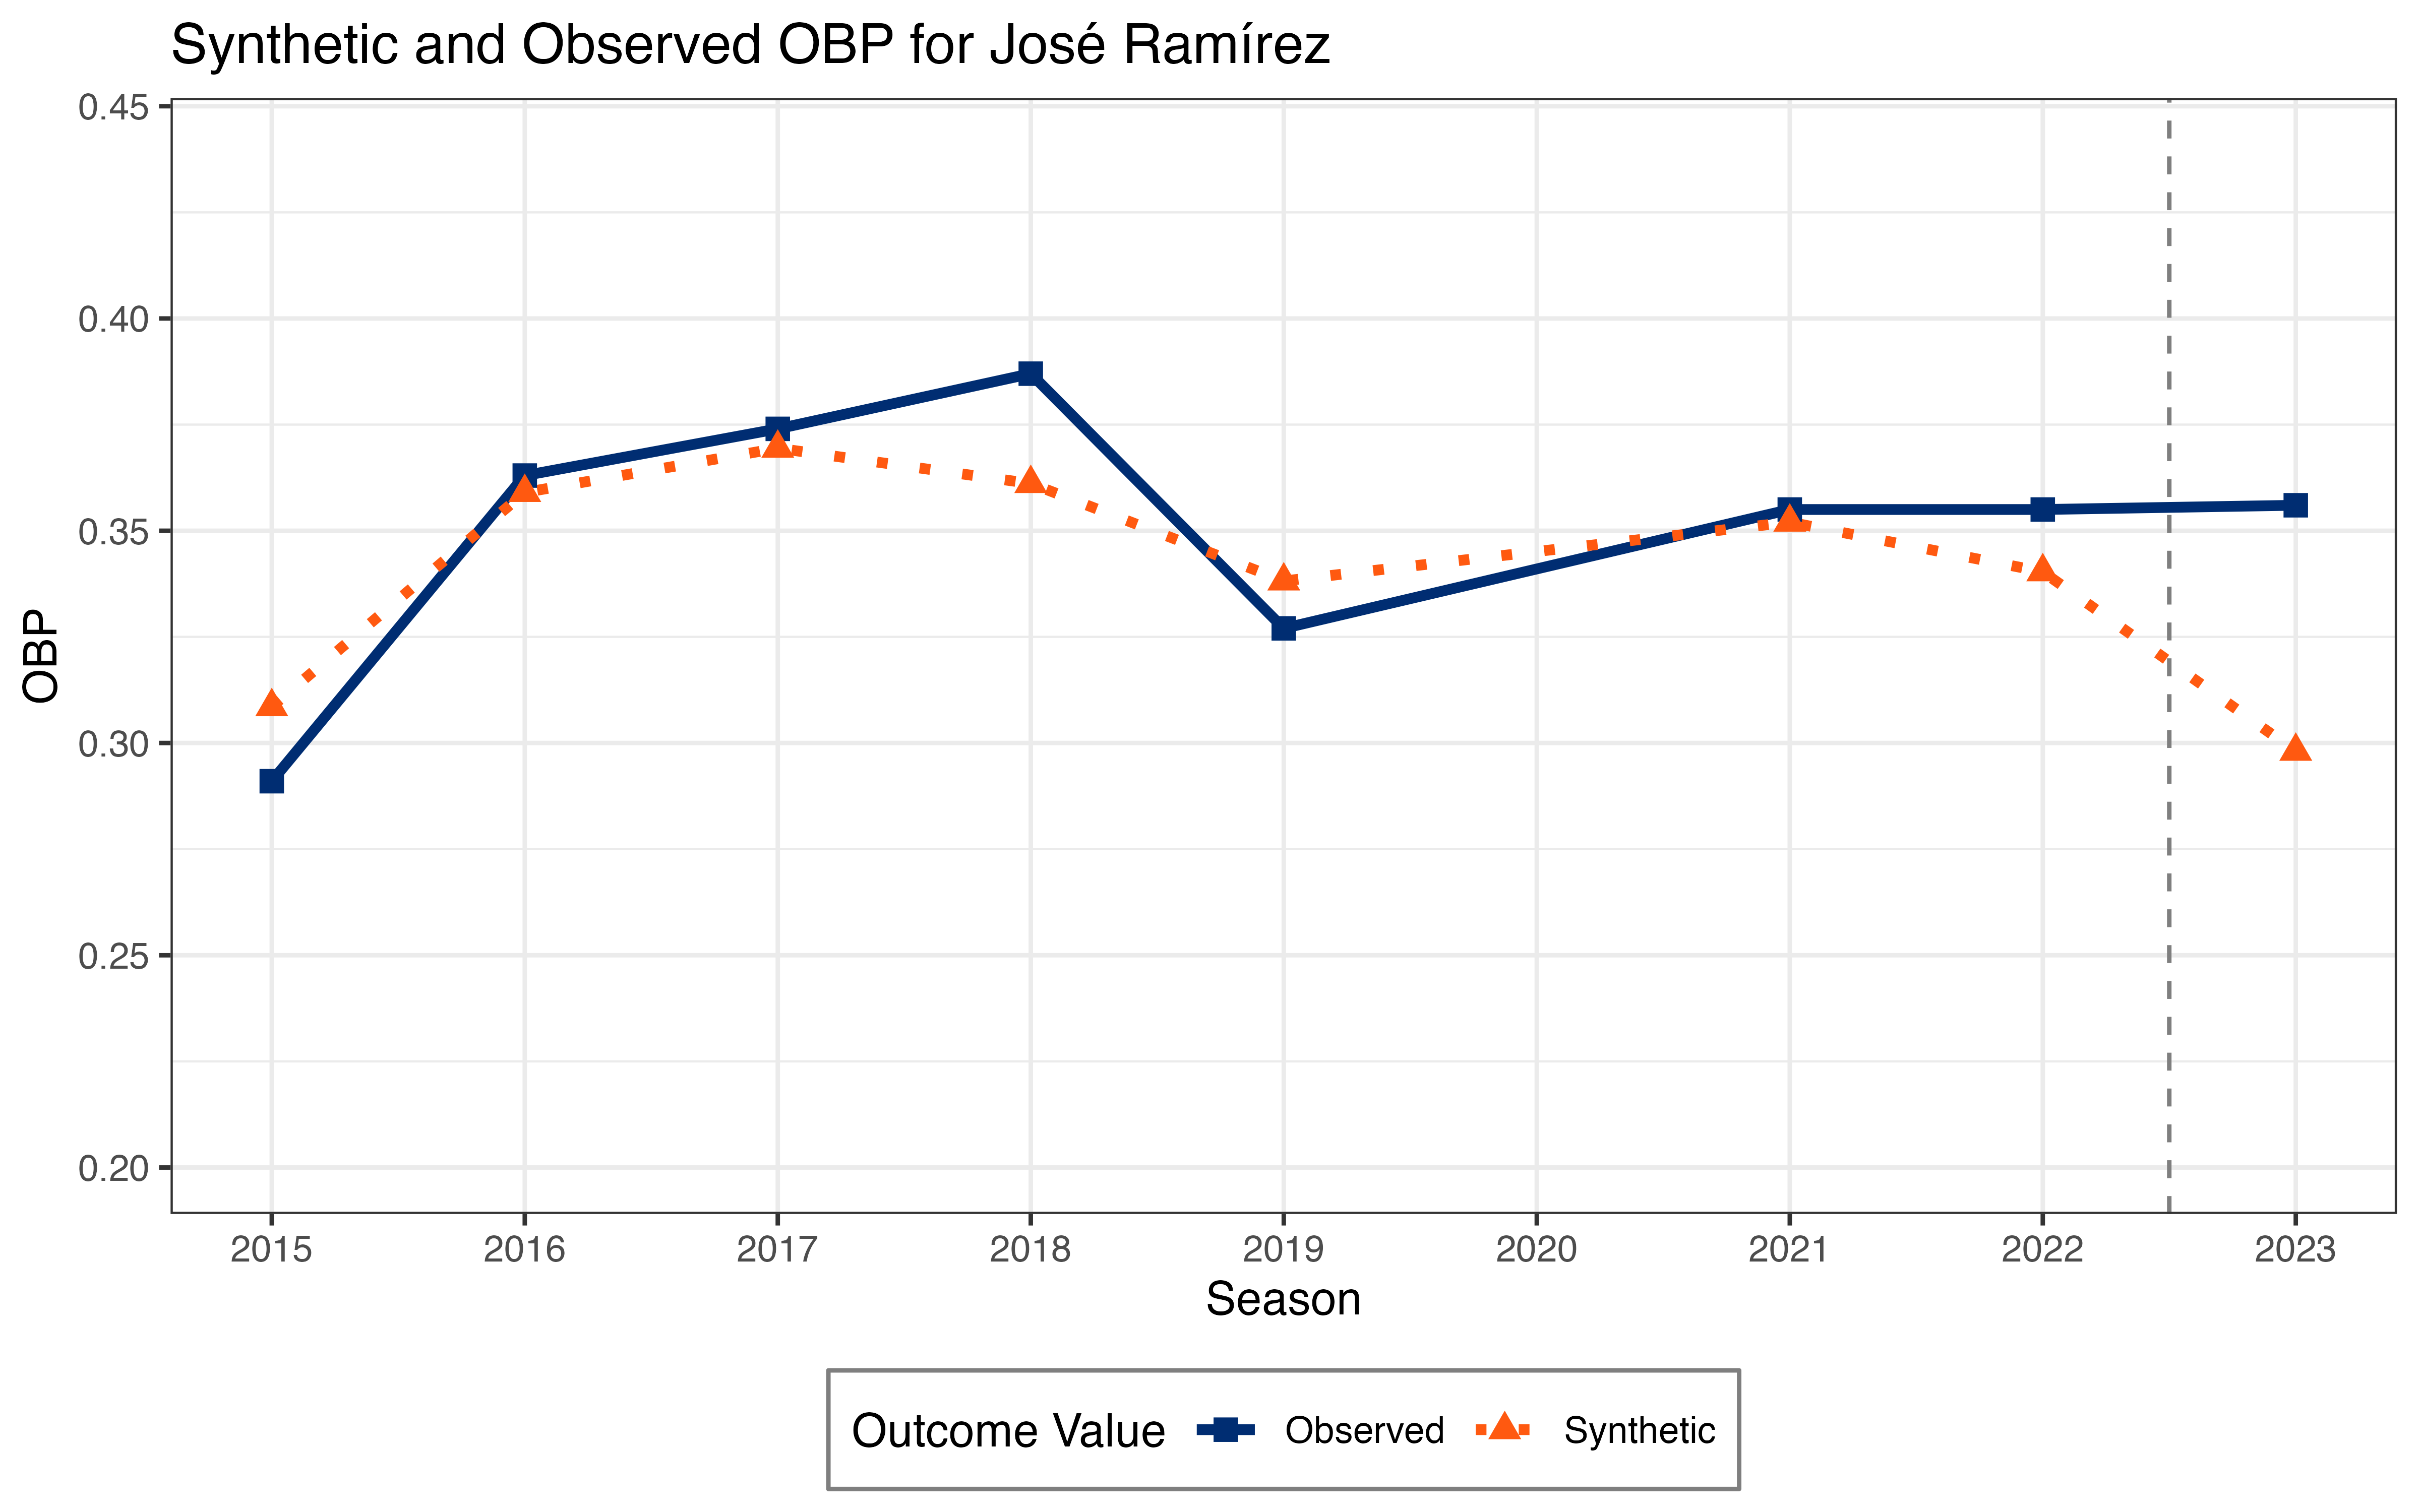 Synthetic and Observed OBP for José Ramírez
0.45
0.40
0.35
0.30
0.25
0.20
OBP
2015 2016 2017 2018 2019 2020 2021 2022 2023
Season
Outcome Value Observed Synthetic